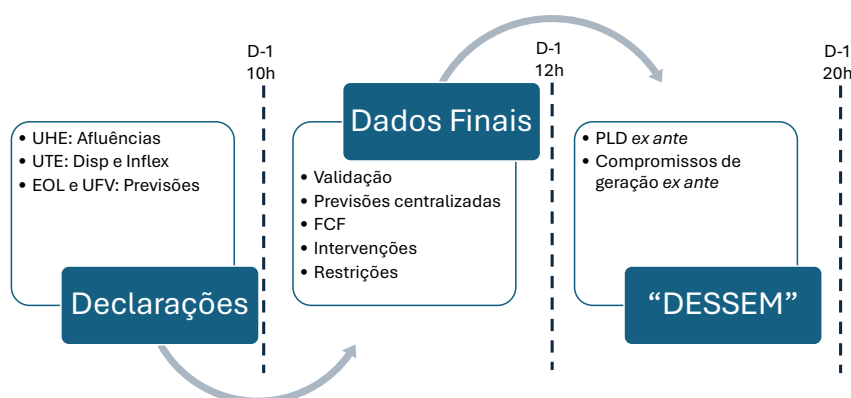 D-1
10h
• UHE: Afluências
• UTE: Disp e Inflex
• EOL e UFV: Previsões
Declarações
D-1
12h
Dados Finais
• Validação
• Previsões centralizadas
• FCF
• Intervenções
• Restrições
D-1
20h
• PLD ex ante
• Compromissos de
geração ex ante
“DESSEM”